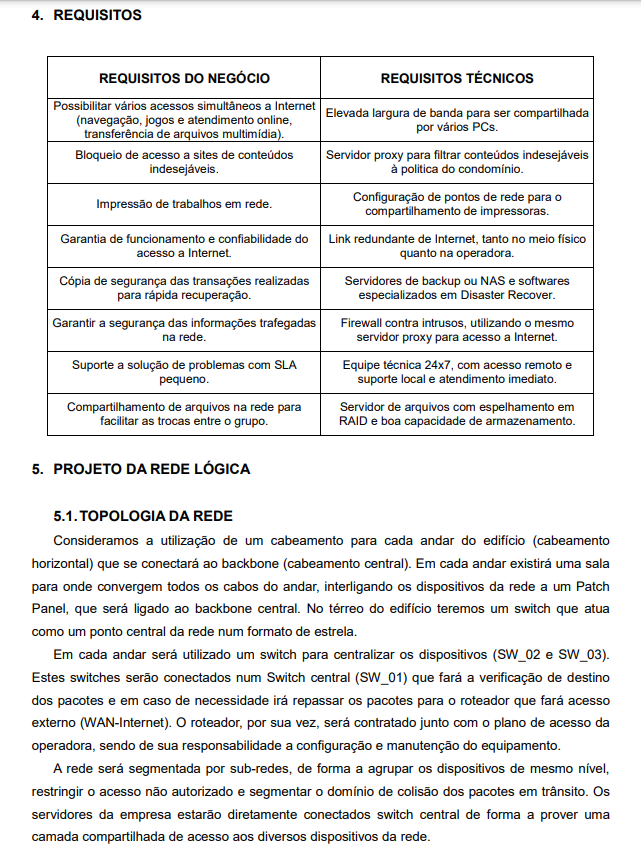 4. REQUISITOS
REQUISITOS DO NEGÓCIO
REQUISITOS TÉCNICOS
Possibilitar vários acessos simultâneos a Internet
(navegação, jogos e atendimento online,
transferência de arquivos multimídia).
Elevada largura de banda para ser compartilhada
por vários PCs.
Bloqueio de acesso a sites de conteúdos
indesejáveis.
Servidor proxy para filtrar conteúdos indesejáveis
à politica do condomínio.
Impressão de trabalhos em rede.
Configuração de pontos de rede para o
compartilhamento de impressoras.
Garantia de funcionamento e confiabilidade do
acesso a Internet.
Link redundante de Internet, tanto no meio físico
quanto na operadora.
Cópia de segurança das transações realizadas
para rápida recuperação.
Servidores de backup ou NAS e softwares
especializados em Disaster Recover.
Garantir a segurança das informações trafegadas
na rede.
Firewall contra intrusos, utilizando o mesmo
servidor proxy para acesso a Internet.
Suporte a solução de problemas com SLA
pequeno.
Equipe técnica 24x7, com acesso remoto e
suporte local e atendimento imediato.
Compartilhamento de arquivos na rede para
facilitar as trocas entre o grupo.
Servidor de arquivos com espelhamento em
RAID e boa capacidade de armazenamento.
5. PROJETO DA REDE LÓGICA
5.1. TOPOLOGIA DA REDE
Consideramos a utilização de um cabeamento para cada andar do edifício (cabeamento
horizontal) que se conectará ao backbone (cabeamento central). Em cada andar existirá uma sala
para onde convergem todos os cabos do andar, interligando os dispositivos da rede a um Patch
Panel, que será ligado ao backbone central. No térreo do edifício teremos um switch que atua
como um ponto central da rede num formato de estrela.
Em cada andar será utilizado um switch para centralizar os dispositivos (SW_02 e SW_03).
Estes switches serão conectados num Switch central (SW_01) que fará a verificação de destino
dos pacotes e em caso de necessidade irá repassar os pacotes para o roteador que fará acesso
externo (WAN-Internet). O roteador, por sua vez, será contratado junto com o plano de acesso da
operadora, sendo de sua responsabilidade a configuração e manutenção do equipamento.
A rede será segmentada por sub-redes, de forma a agrupar os dispositivos de mesmo nível,
restringir o acesso não autorizado e segmentar o domínio de colisão dos pacotes em trânsito. Os
servidores da empresa estarão diretamente conectados switch central de forma a prover uma
camada compartilhada de acesso aos diversos dispositivos da rede.